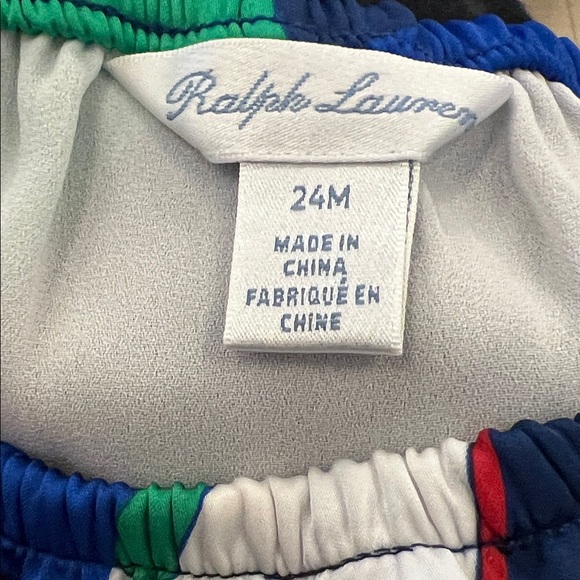 Ralph Lauren
24M
MADE IN
CHINA
FABRIQUÉ EN
CHINE